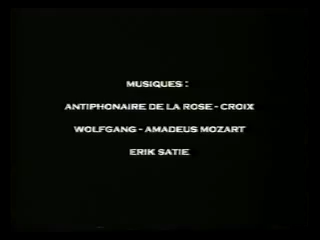 MUSIQUES :
ANTIPHONAIRE DE LA ROSE - CROIX
WOLFGANG - AMADEUS MOZART
ERIK SATIE